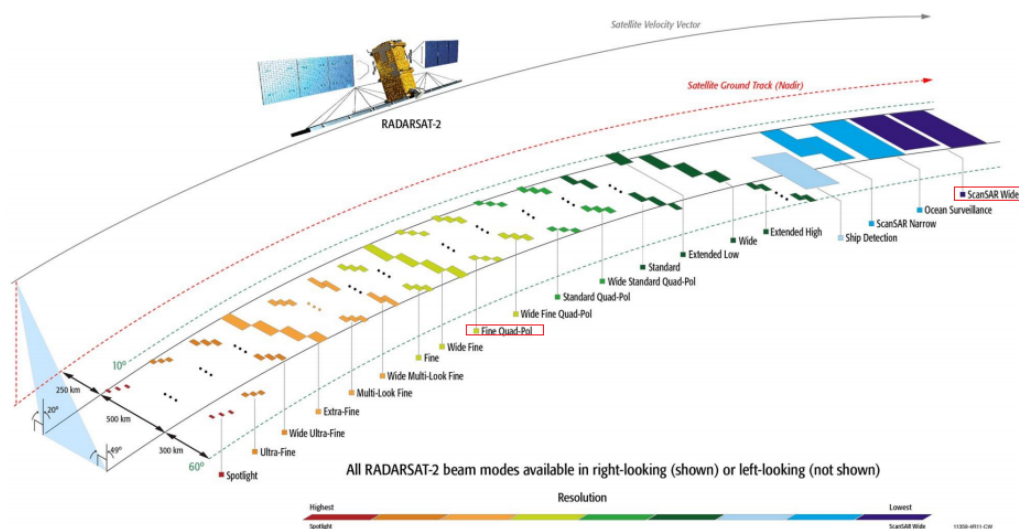 Satellite Velocity Vector
Satellite Ground Track (Nadir)
RADARSAT-2
ScanSAR Wide
Ocean Surveillance
ScanSAR Narrow
Ship Detection
Extended High
Wide
Extended Low
Standard
Wide Standard Quad-Pol
Standard Quad-Pol
Wide Fine Quad-Pol
Fine Quad-Pol
Wide Fine
Fine
Wide Multi-Look Fine
Multi-Look Fine
Extra-Fine
Wide Ultra-Fine
Ultra-Fine
Spotlight
10°
250 km
20°
500 km
49°
300 km
60°
All RADARSAT-2 beam modes available in right-looking (shown) or left-looking (not shown)
Resolution
Highest
Lowest
Spotlight
ScanSAR Wide